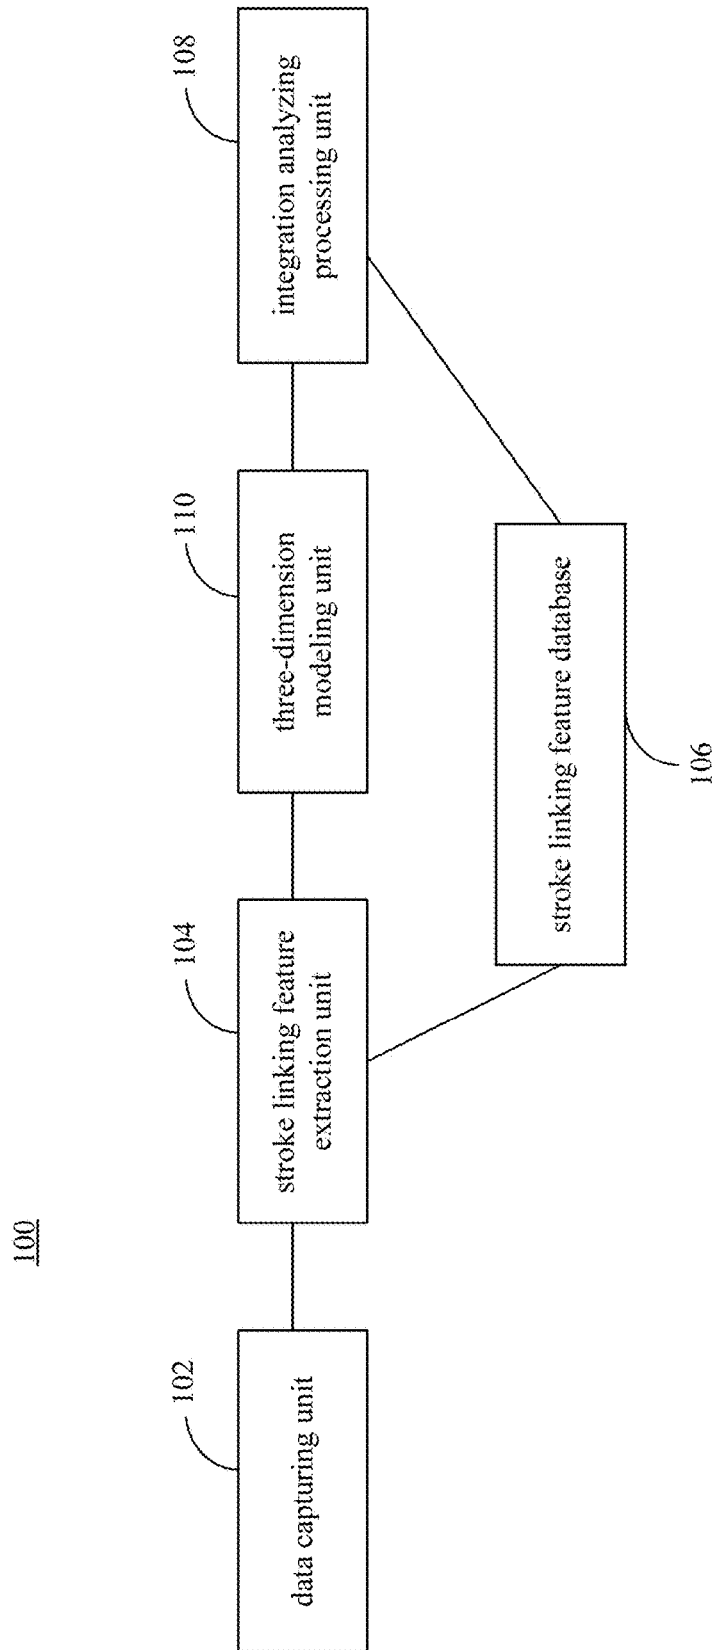 100
102
data capturing unit
104
stroke linking feature
extraction unit
110
three-dimension
modeling unit
108
integration analyzing
processing unit
stroke linking feature database
106